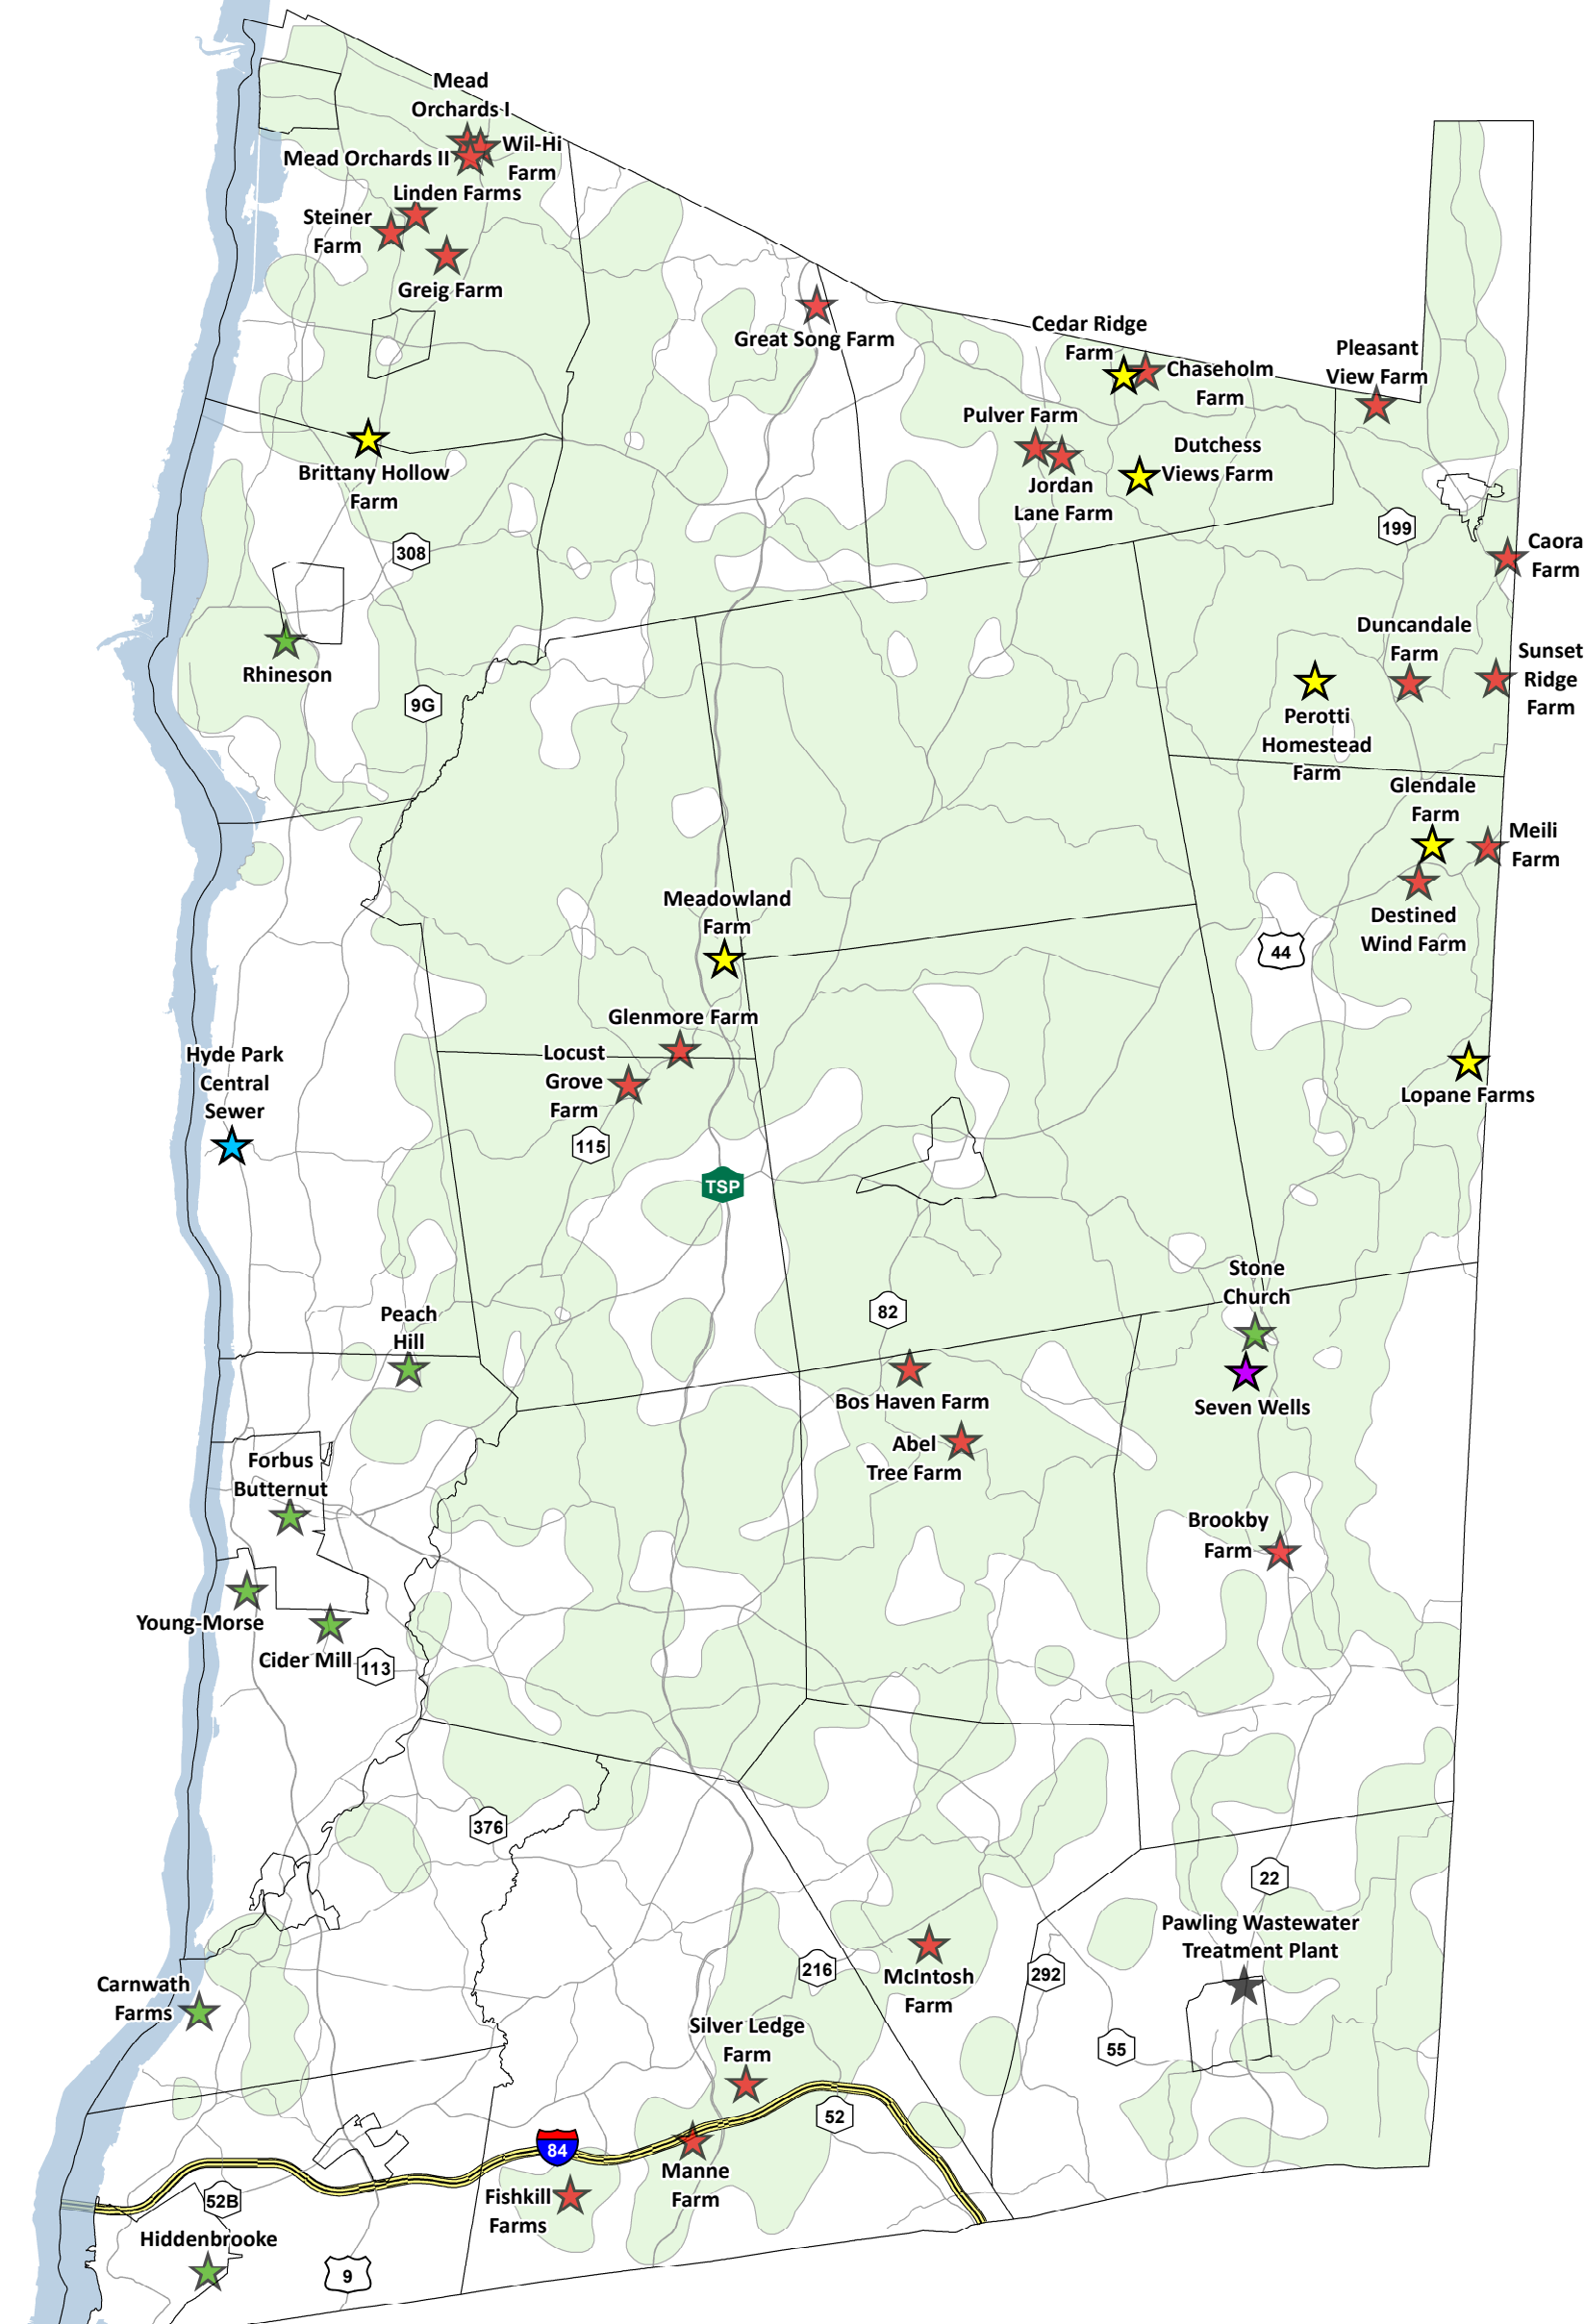 Mead
Orchards I
Wil-Hi
Farm
Mead Orchards II
Linden Farms
Steiner
Farm
Greig Farm
Great Song Farm
Cedar Ridge
Farm
Chaseholm
Farm
Pleasant
View Farm
Pulver Farm
Jordan
Lane Farm
Dutchess
Views Farm
Brittany Hollow
Farm
308
199
Caora
Farm
Duncandale
Farm
Sunset
Ridge
Farm
Rhineson
9G
Perotti
Homestead
Farm
Glendale
Farm
Meili
Farm
Destined
Wind Farm
Meadowland
Farm
44
Glenmore Farm
Locust
Grove
Farm
Hyde Park
Central
Sewer
Lopane Farms
115
TSP
Stone
Church
82
Peach
Hill
Bos Haven Farm
Seven Wells
Abel
Tree Farm
Forbus
Butternut
Brookby
Farm
Young-Morse
Cider Mill
113
376
22
Pawling Wastewater
Treatment Plant
216
McIntosh
Farm
292
Carnwath
Farms
Silver Ledge
Farm
55
52
84
Manne
Farm
Fishkill
Farms
52B
Hiddenbrooke
9